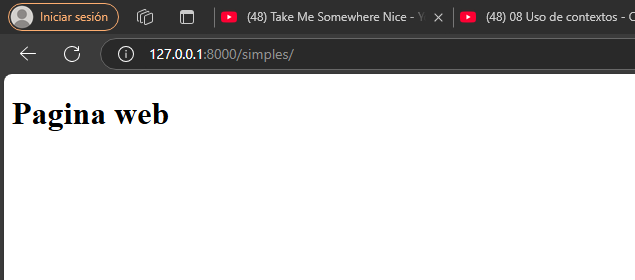 Iniciar sesión
(48) Take Me Somewhere Nice - Y
(48) 08 Uso de contextos - C
127.0.0.1:8000/simples/
Pagina web